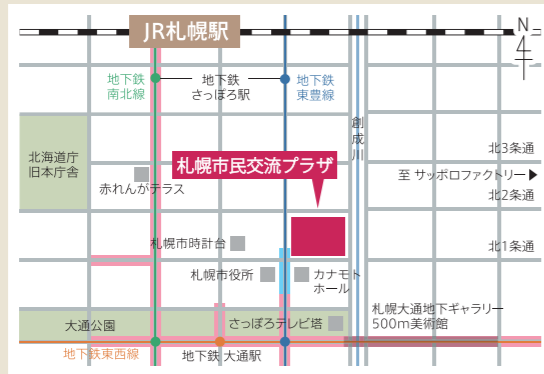 JR札幌駅
N
地下鉄
南北線
地下鉄
さっぽろ駅
地下鉄
東豊線
創成川
北3条通
北海道庁
旧本庁舎
札幌市民交流プラザ
至 サッポロファクトリー▶
赤れんがテラス
北2条通
札幌市時計台
北1条通
札幌市役所
カナモト
ホール
札幌大通地下ギャラリー
500m美術館
大通公園
さっぽろテレビ塔
地下鉄東西線
地下鉄 大通駅